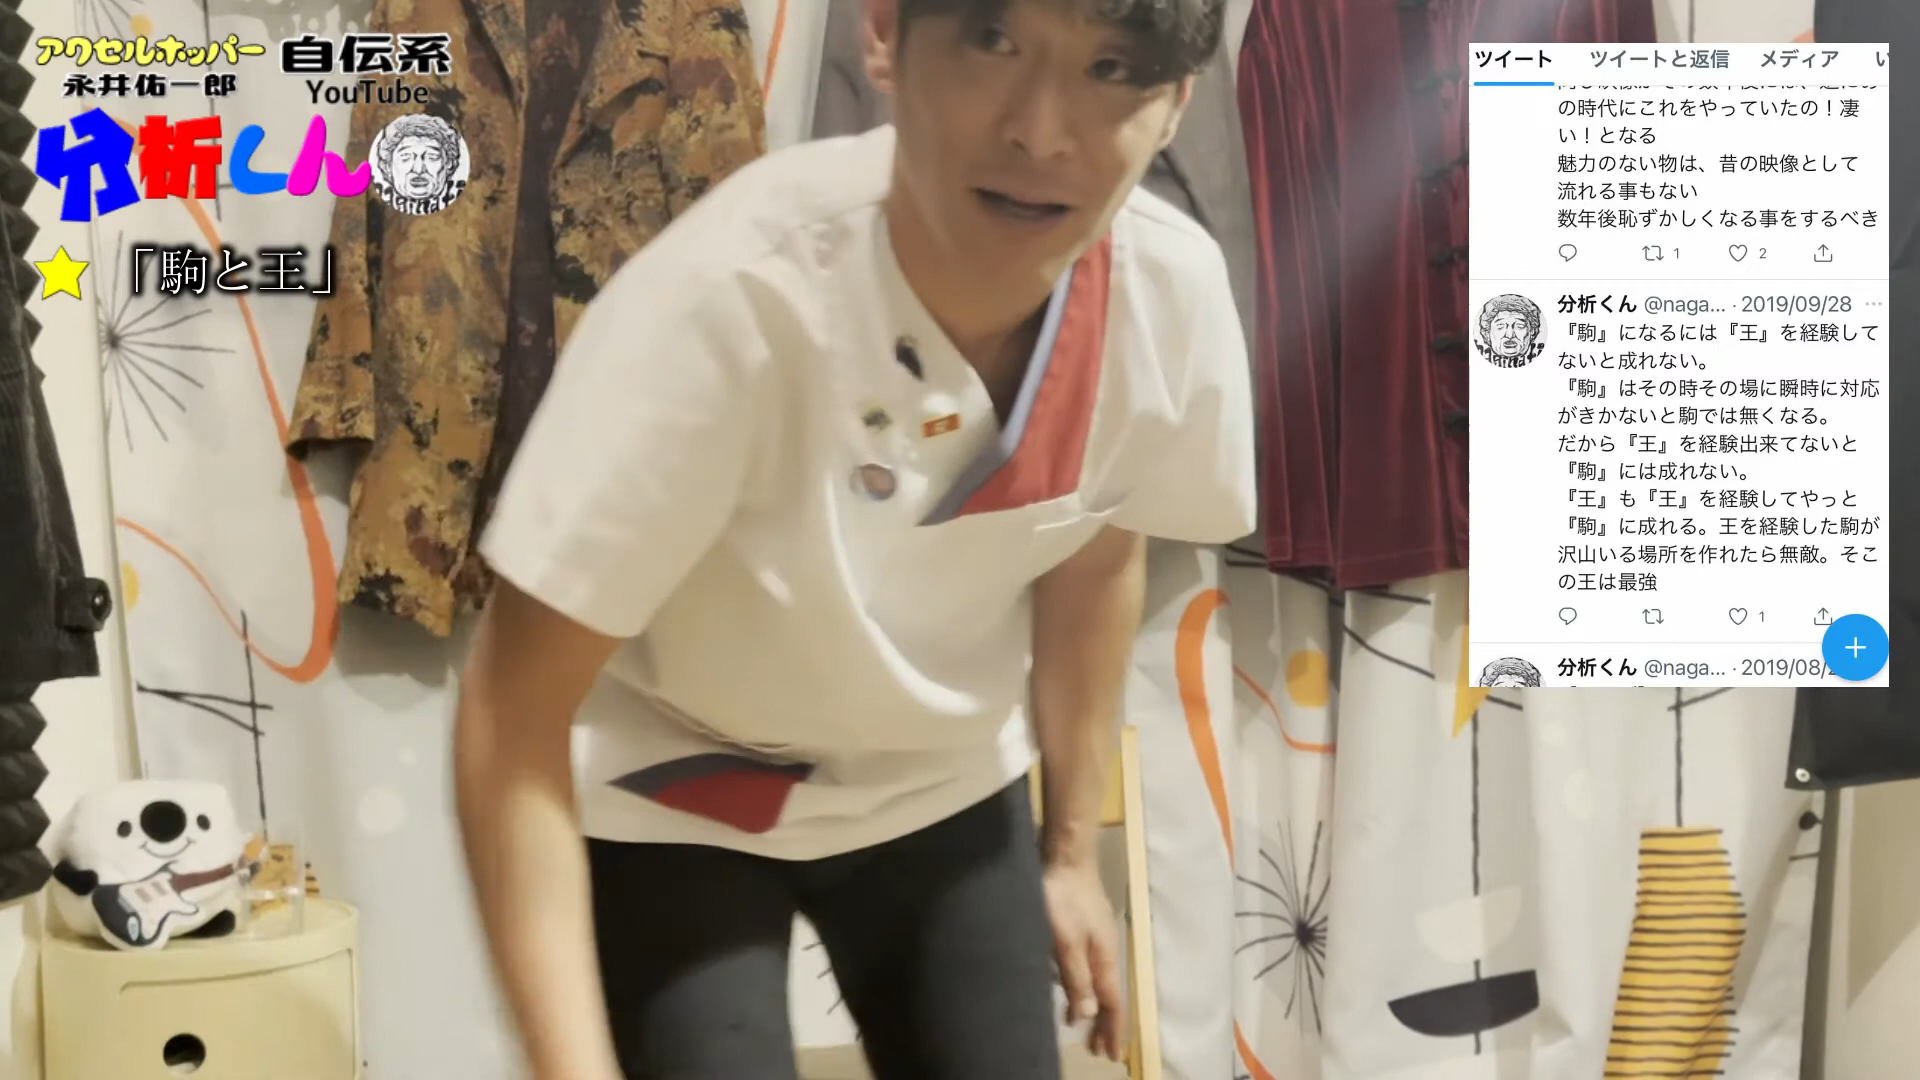 アクセルホッパー
永井佑一郎
自伝系
YouTube
分析くん
「駒と王」
ツイート ツイートと返信 メディア い
の時代にこれをやっていたの！凄
い！となる
魅力のない物は、昔の映像として
流れる事もない
数年後恥ずかしくなる事をするべき
1 2
分析くん @naga... · 2019/09/28
『駒』になるには『王』を経験して
ないと成れない。
『駒』はその時その場に瞬時に対応
がきかないと駒では無くなる。
だから『王』を経験出来てないと
『駒』には成れない。
『王』も『王』を経験してやっと
『駒』に成れる。王を経験した駒が
沢山いる場所を作れたら無敵。そこ
の王は最強
1
分析くん @naga... · 2019/08/